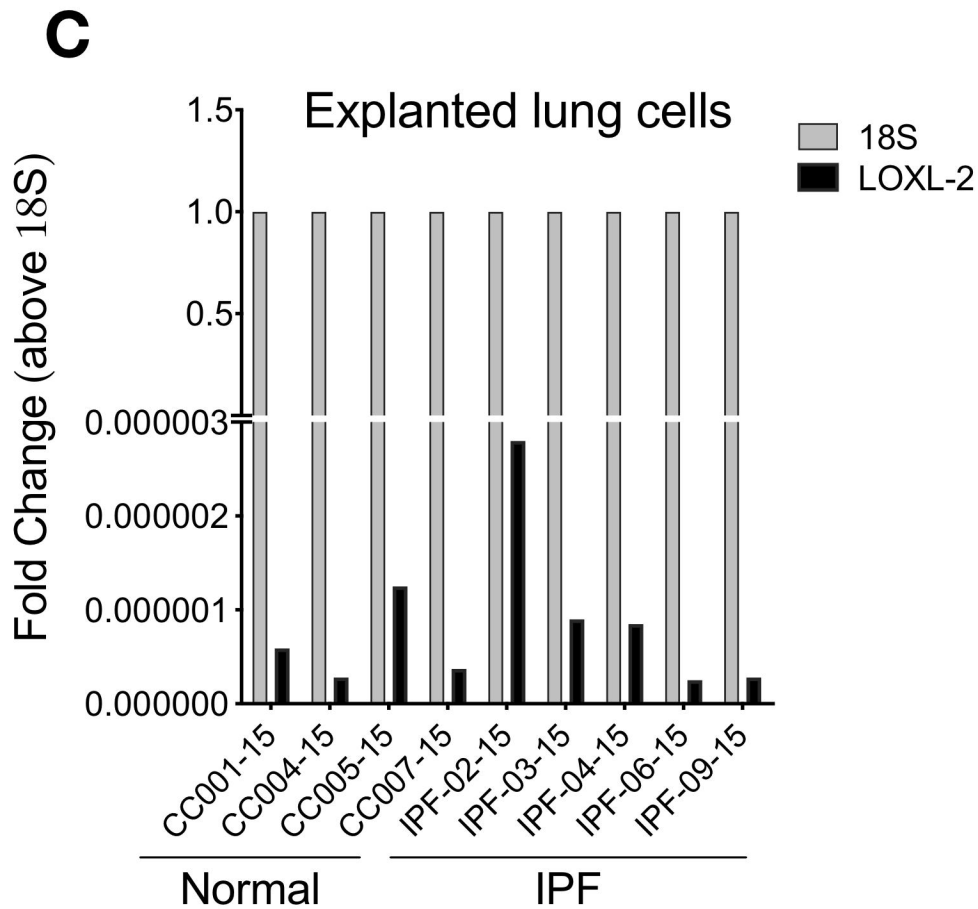 C
Explanted lung cells
18S
LOXL-2
Fold Change (above 18S)
1.5
1.0
0.5
0.000003
0.000002
0.000001
0.000000
CC001-15
CC004-15
CC005-15
CC007-15
IPF-02-15
IPF-03-15
IPF-04-15
IPF-06-15
IPF-09-15
Normal
IPF